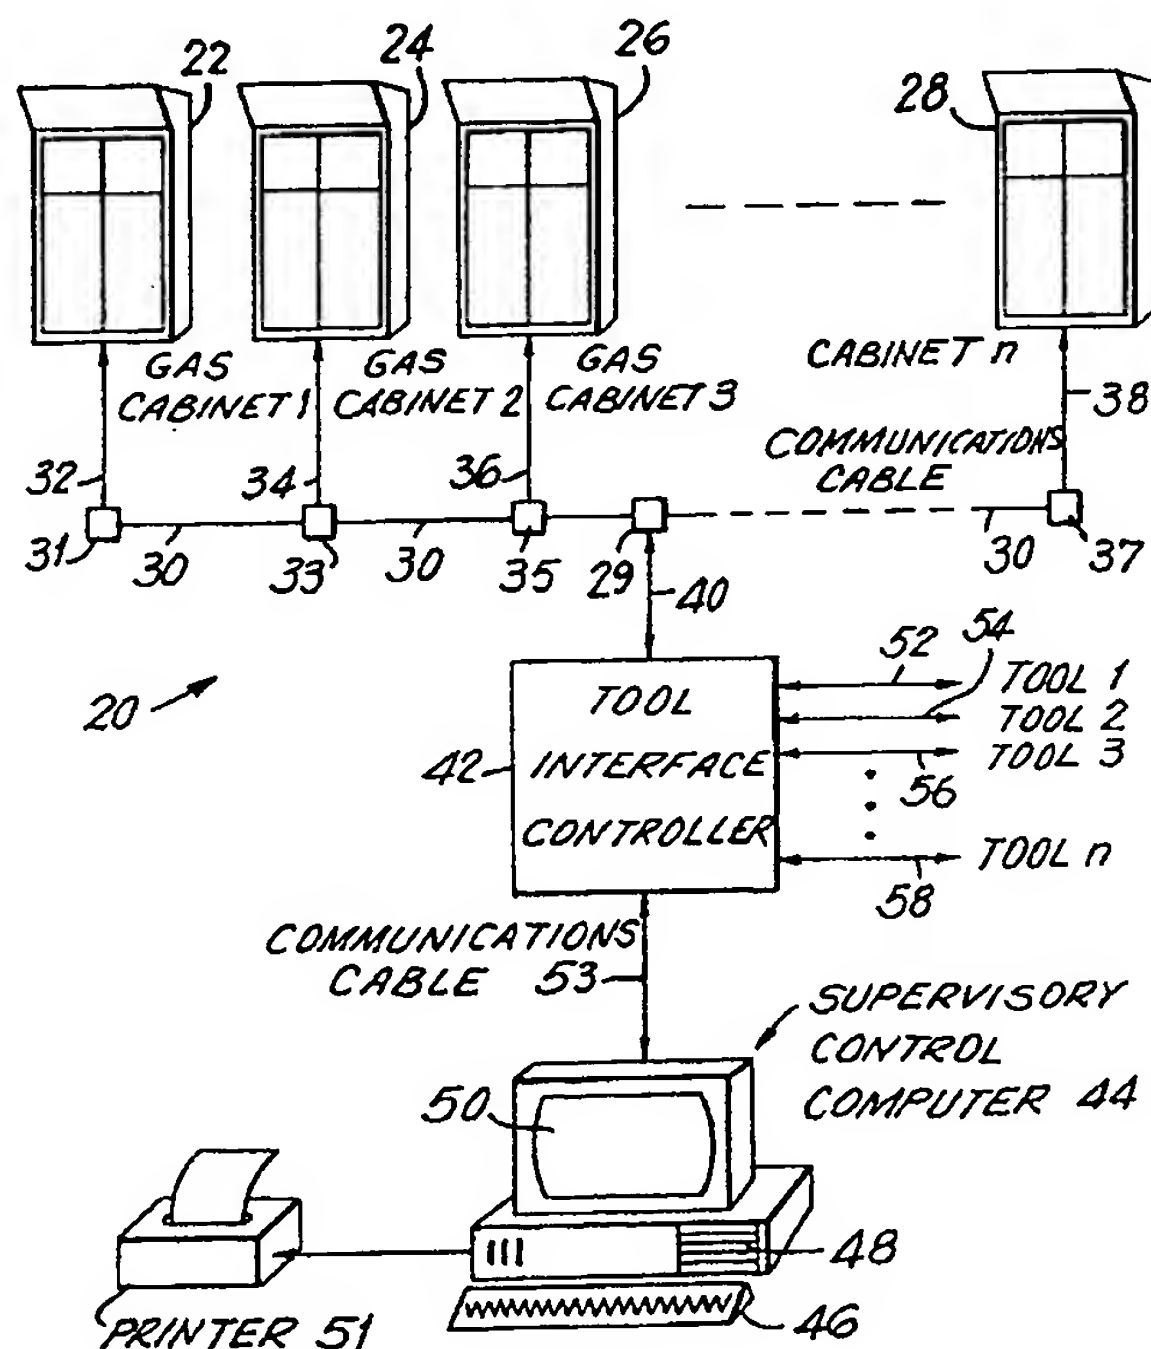 22
24
26
28
GAS
CABINET 1
GAS
CABINET 2
GAS
CABINET 3
CABINET n
32
34
36
38
COMMUNICATIONS
CABLE
31
30
33
30
35
29
40
30
37
20
42
TOOL
INTERFACE
CONTROLLER
52
54
TOOL 1
TOOL 2
TOOL 3
56
TOOL n
58
COMMUNICATIONS
CABLE 53
SUPERVISORY
CONTROL
COMPUTER 44
50
48
46
PRINTER 51